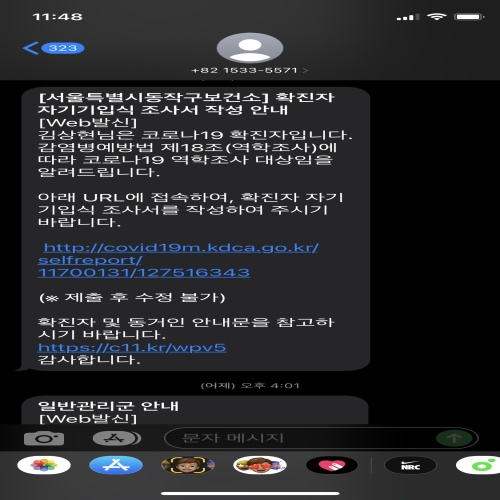 11:48
323
+82 1533-5571 >
[서울특별시동작구보건소] 확진자
자기기입식 조사서 작성 안내
[Web발신]
김상현님은 코로나19 확진자입니다.
감염병예방법 제18조(역학조사)에
따라 코로나19 역학조사 대상임을
알려드립니다.
아래 URL에 접속하여, 확진자 자기
기입식 조사서를 작성하여 주시기
바랍니다.
http://covid19m.kdca.go.kr/
selfreport/
11700131/127516343
(※ 제출 후 수정 불가)
확진자 및 동거인 안내문을 참고하
시기 바랍니다.
https://c11.kr/wpv5
감사합니다.
(어제) 오후 4:01
일반관리군 안내
[Web발신]
문자 메시지
NRC